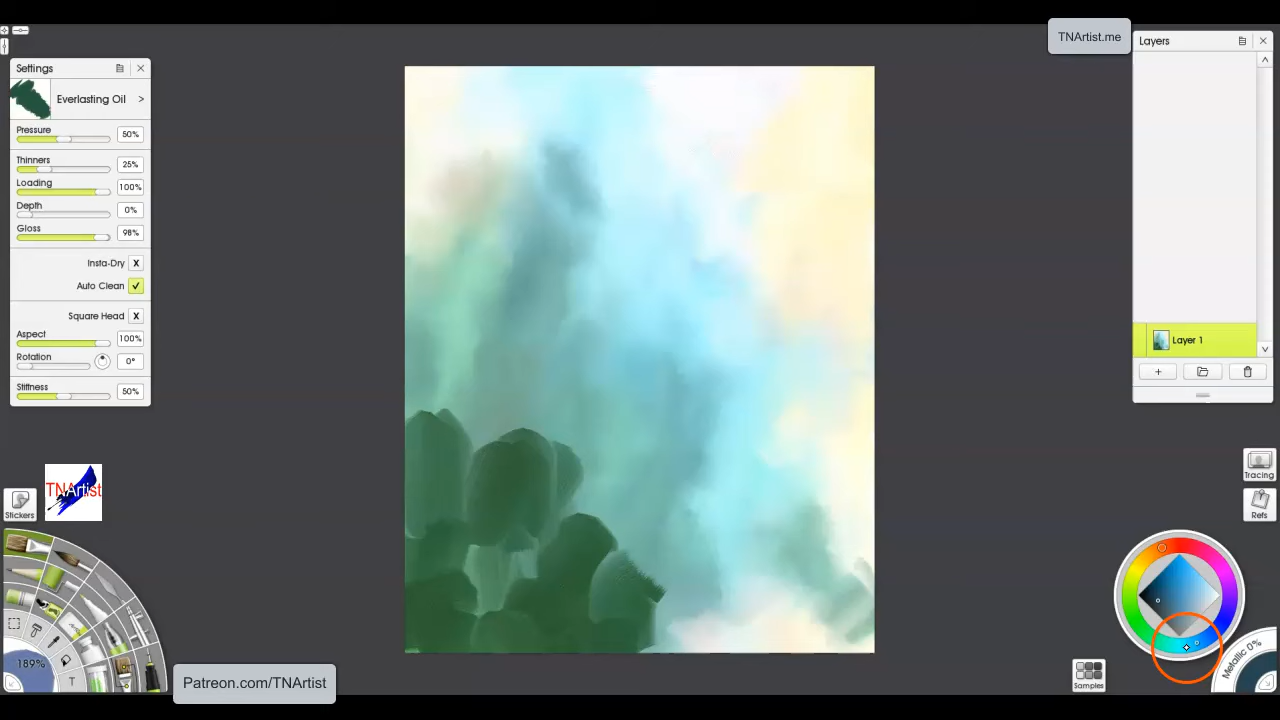 TNArtist.me
Layers
Settings
Everlasting Oil >
Pressure
50%
Thinners
25%
Loading
100%
Depth
0%
Gloss
98%
Insta-Dry X
Auto Clean
Square Head X
Aspect
100%
Rotation
0°
Stiffness
50%
Layer 1
+
Tracing
Refs
TNArtist
Stickers
189%
T
Patreon.com/TNArtist
Samples
Metallic 0%